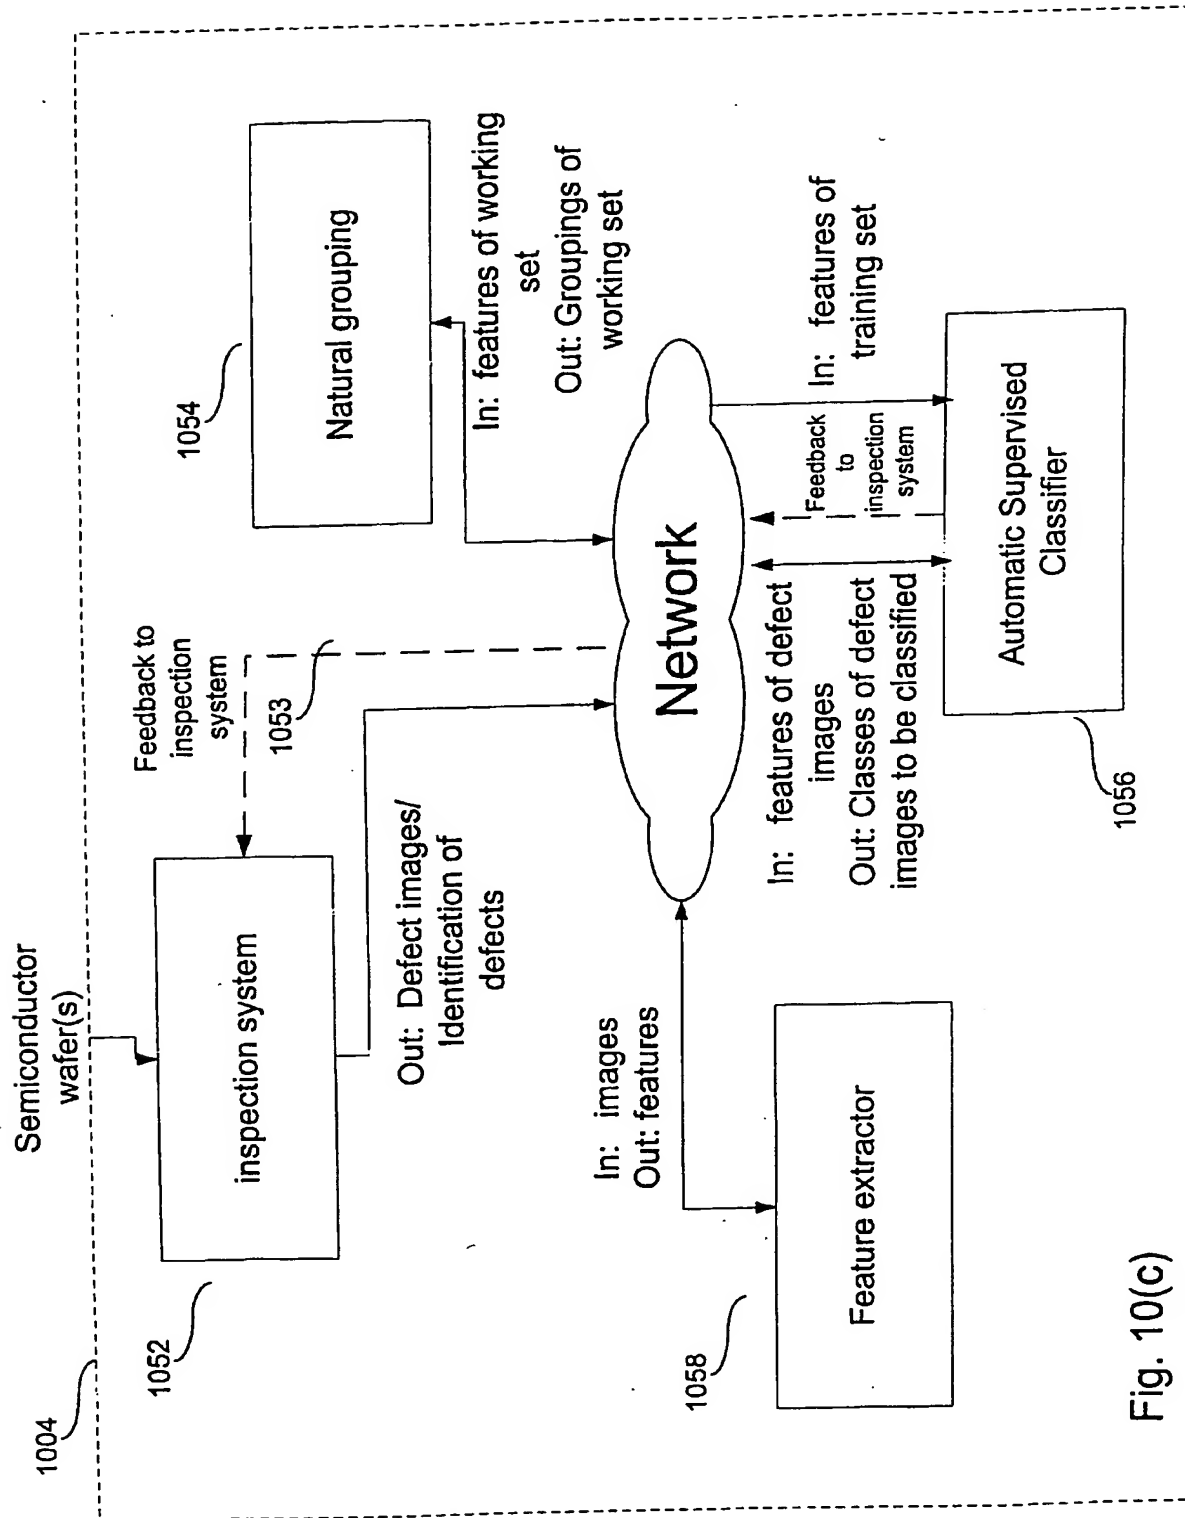 Semiconductor
wafer(s)
1004
inspection system
1052
Feedback to
inspection
system
1053
Out: Defect images/
Identification of
defects
Natural grouping
1054
In: features of working
set
Out: Groupings of
working set
Network
In: images
Out: features
Feature extractor
1058
In: features of defect
images
Out: Classes of defect
images to be classified
Feedback
to
inspection
system
In: features of
training set
Automatic Supervised
Classifier
1056
Fig. 10(c)